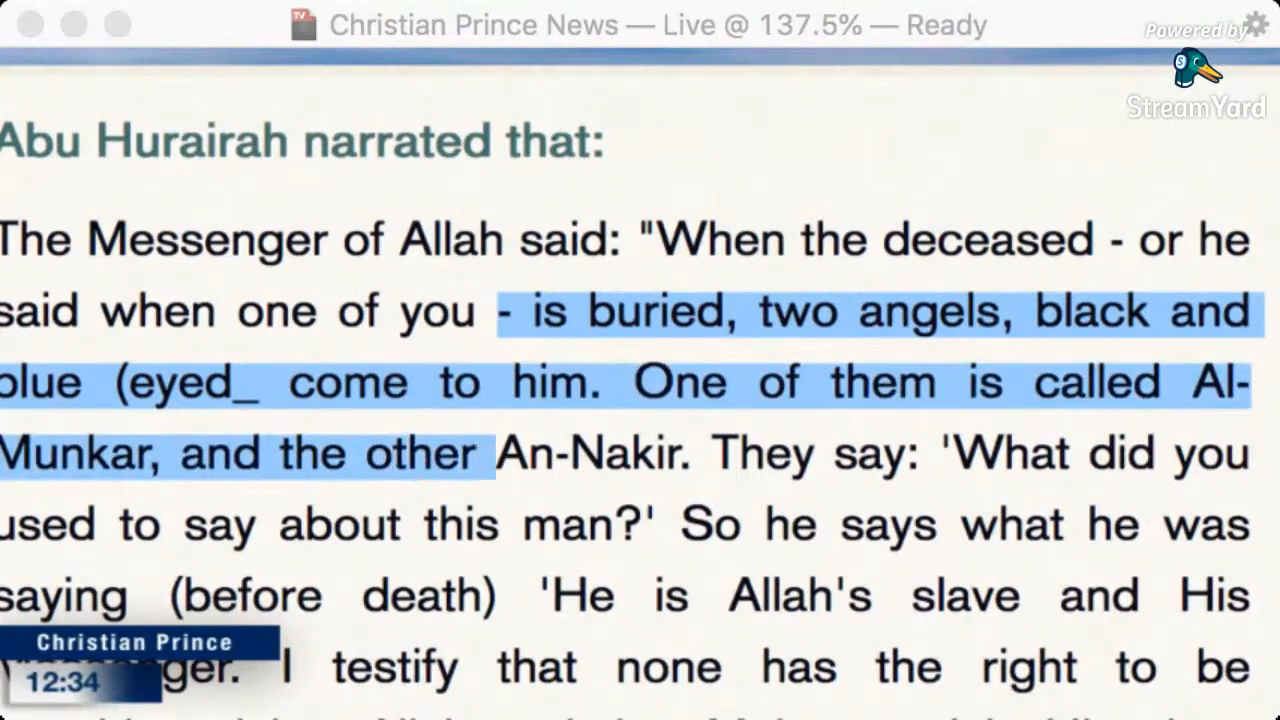 Christian Prince News — Live @ 137.5% — Ready
Powered by
StreamYard
Abu Hurairah narrated that:
The Messenger of Allah said: "When the deceased - or he
said when one of you - is buried, two angels, black and
blue (eyed_ come to him. One of them is called Al-
Munkar, and the other An-Nakir. They say: 'What did you
used to say about this man?' So he says what he was
saying (before death) 'He is Allah's slave and His
I testify that none has the right to be
Christian Prince
12:34